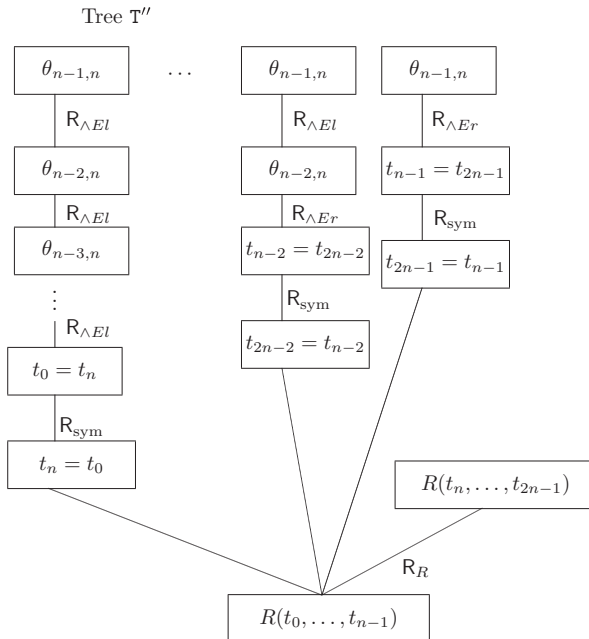 Tree T″
θ_{n−1,n} … θ_{n−1,n} θ_{n−1,n}
R_{∧El} R_{∧El} R_{∧Er}
θ_{n−2,n} θ_{n−2,n} t_{n−1} = t_{2n−1}
R_{∧El} R_{∧Er} R_{sym}
θ_{n−3,n} t_{n−2} = t_{2n−2} t_{2n−1} = t_{n−1}
⋮ R_{sym}
R_{∧El} t_{2n−2} = t_{n−2}
t_0 = t_n
R_{sym}
t_n = t_0 R(t_n, …, t_{2n−1})
R_R
R(t_0, …, t_{n−1})